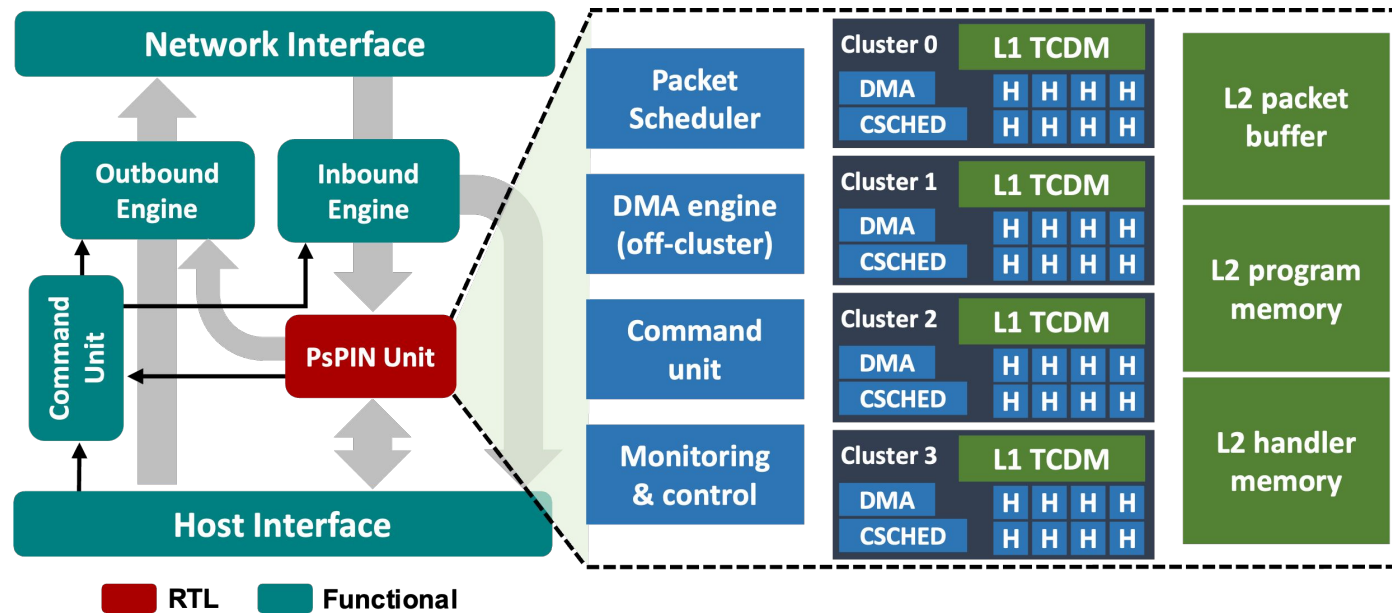 Network Interface
Outbound
Engine
Inbound
Engine
Command
Unit
PsPIN Unit
Host Interface
RTL
Functional
Packet
Scheduler
DMA engine
(off-cluster)
Command
unit
Monitoring
& control
Cluster 0
L1 TCDM
DMA
H H H H
CSCHED
H H H H
Cluster 1
L1 TCDM
DMA
H H H H
CSCHED
H H H H
Cluster 2
L1 TCDM
DMA
H H H H
CSCHED
H H H H
Cluster 3
L1 TCDM
DMA
H H H H
CSCHED
H H H H
L2 packet
buffer
L2 program
memory
L2 handler
memory